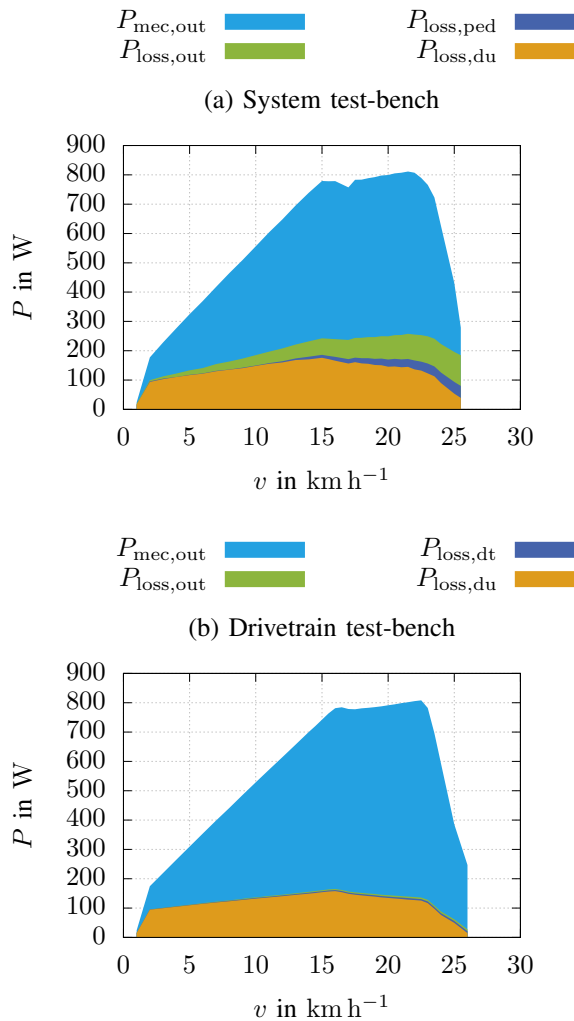 P_mec,out P_loss,ped
P_loss,out P_loss,du
(a) System test-bench
900
800
700
600
500
400
300
200
100
0
P in W
0 5 10 15 20 25 30
v in km h⁻¹
P_mec,out P_loss,dt
P_loss,out P_loss,du
(b) Drivetrain test-bench
900
800
700
600
500
400
300
200
100
0
P in W
0 5 10 15 20 25 30
v in km h⁻¹